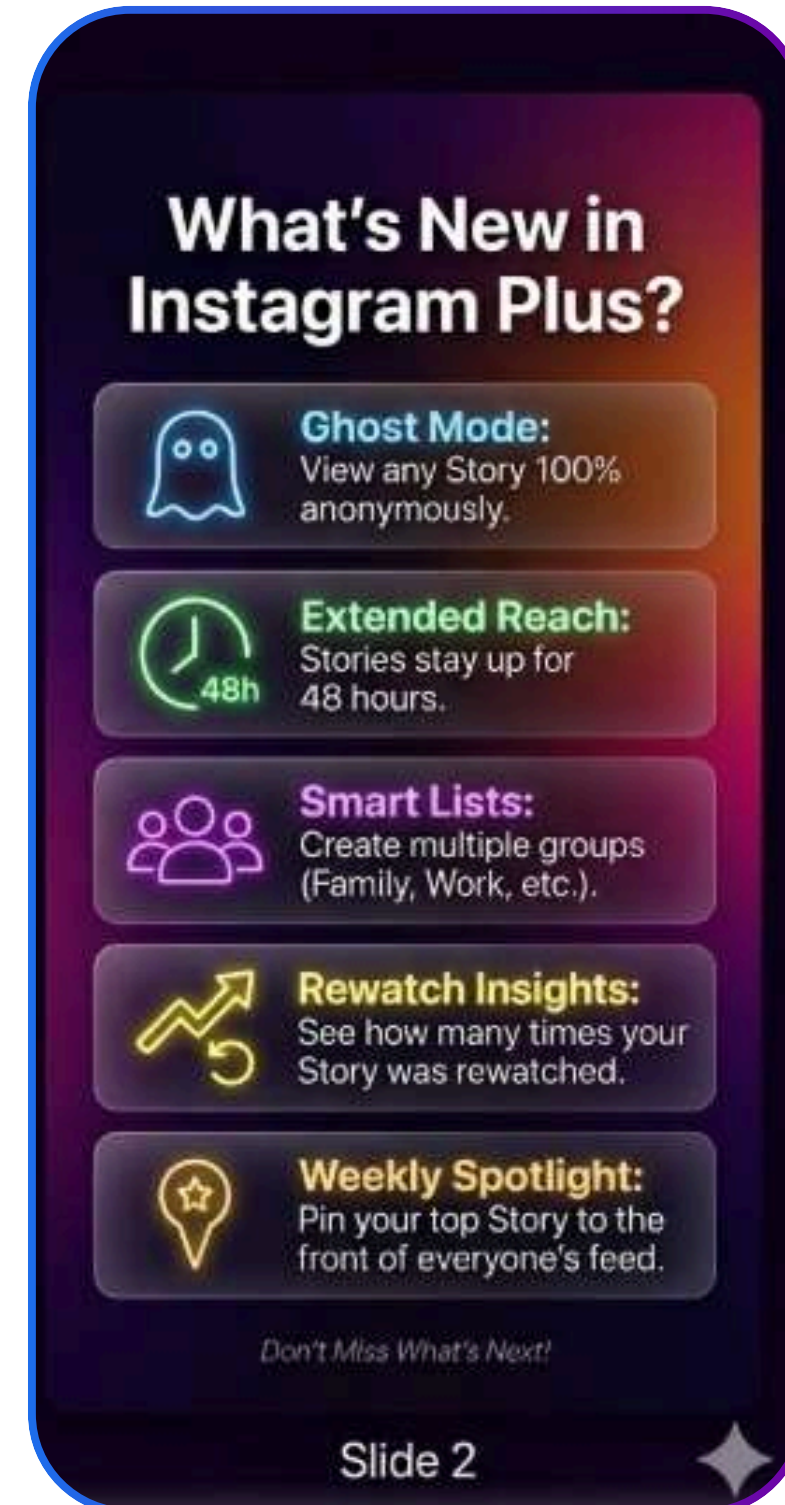 What's New in
Instagram Plus?
Ghost Mode:
View any Story 100%
anonymously.
Extended Reach:
48h
Stories stay up for
48 hours.
Smart Lists:
Create multiple groups
(Family, Work, etc.).
Rewatch Insights:
See how many times your
Story was rewatched.
Weekly Spotlight:
Pin your top Story to the
front of everyone's feed.
Don't Miss What's Next!
Slide 2